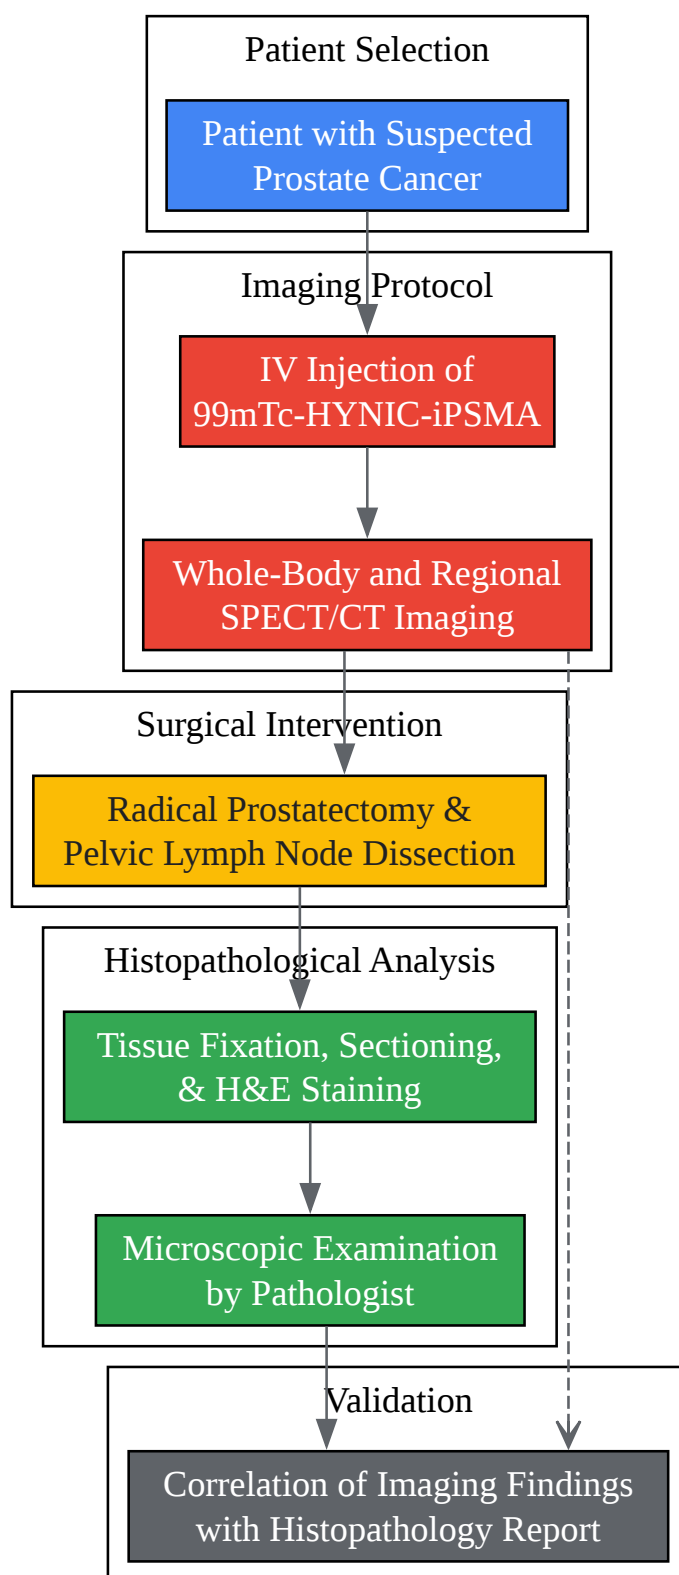 Patient Selection
Patient with Suspected
Prostate Cancer
Imaging Protocol
IV Injection of
99mTc-HYNIC-iPSMA
Whole-Body and Regional
SPECT/CT Imaging
Surgical Intervention
Radical Prostatectomy &
Pelvic Lymph Node Dissection
Histopathological Analysis
Tissue Fixation, Sectioning,
& H&E Staining
Microscopic Examination
by Pathologist
Validation
Correlation of Imaging Findings
with Histopathology Report